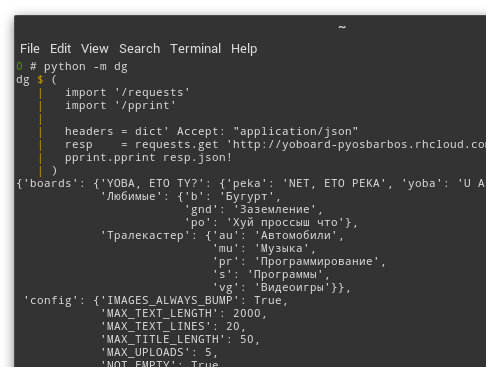 ~
File Edit View Search Terminal Help
0 # python -m dg
dg $ (
|   import '/requests'
|   import '/pprint'
|
|   headers = dict' Accept: "application/json"
|   resp    = requests.get 'http://yoboard-pyosbarbos.rhcloud.co
|   pprint.pprint resp.json!
| )
{'boards': {'YOBA, ETO TY?': {'peka': 'NET, ETO PEKA', 'yoba': 'U A
'Любимые': {'b': 'Бугурт',
'gnd': 'Заземление',
'po': 'Хуй проссыш что'},
'Тралекастер': {'au': 'Автомобили',
'mu': 'Музыка',
'pr': 'Программирование',
's': 'Программы',
'vg': 'Видеоигры'}},
'config': {'IMAGES_ALWAYS_BUMP': True,
'MAX_TEXT_LENGTH': 2000,
'MAX_TEXT_LINES': 20,
'MAX_TITLE_LENGTH': 50,
'MAX_UPLOADS': 5,
'NOT_EMPTY': True